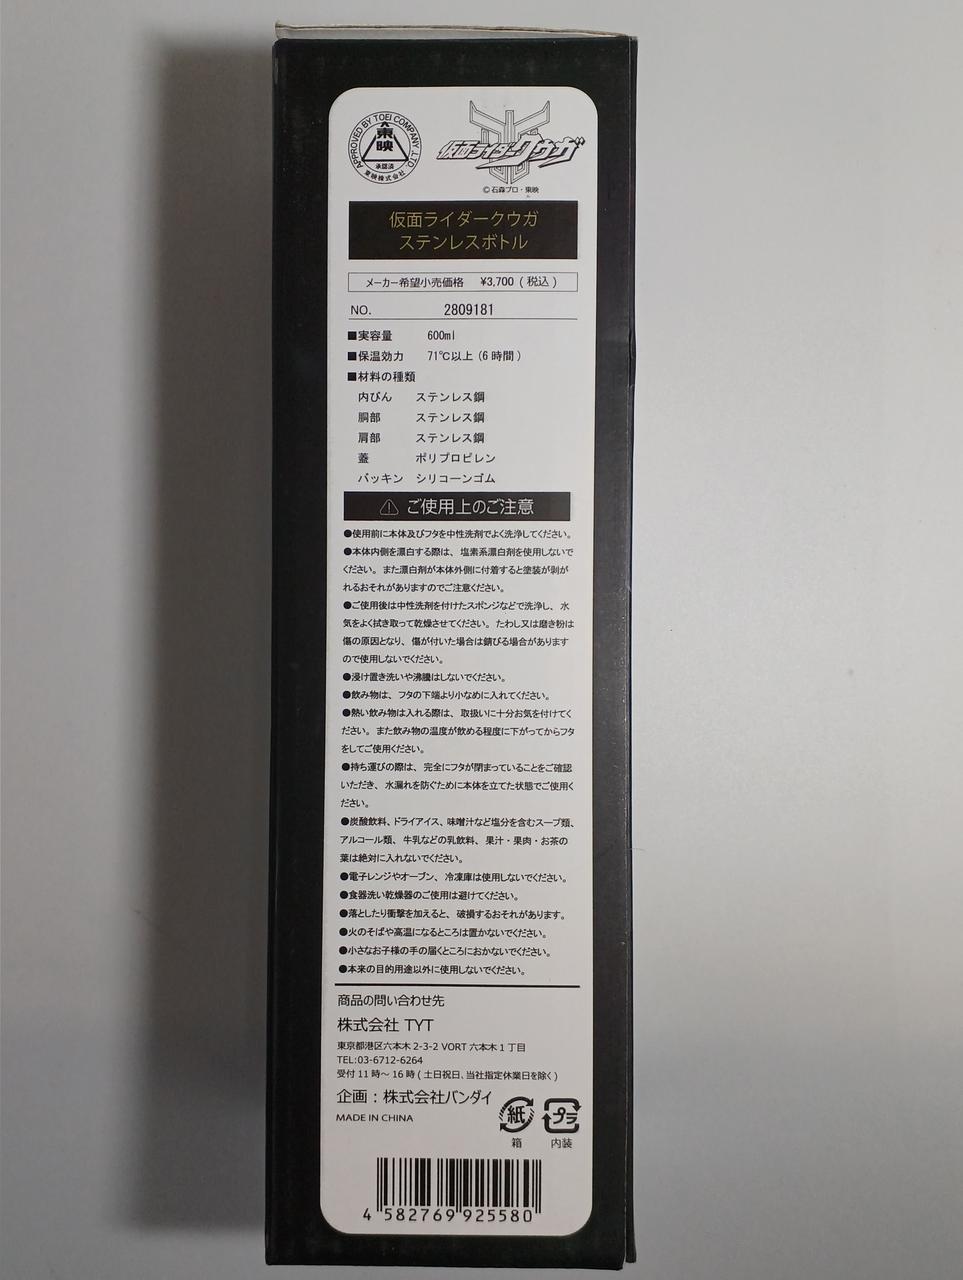 APPROVED BY TOEI COMPANY, LTD.
東映
承認済
東映株式会社
仮面ライダークウガ
© 石森プロ・東映
仮面ライダークウガ
ステンレスボトル
メーカー希望小売価格 ¥3,700 ( 税込 )
NO. 2809181
■実容量 600ml
■保温効力 71℃以上 (6 時間 )
■材料の種類
内びん ステンレス鋼
胴部 ステンレス鋼
肩部 ステンレス鋼
蓋 ポリプロピレン
パッキン シリコーンゴム
ご使用上のご注意
●使用前に本体及びフタを中性洗剤でよく洗浄してください。
●本体内側を漂白する際は、塩素系漂白剤を使用しないで
ください。また漂白剤が本体外側に付着すると塗装が剥が
れるおそれがありますのでご注意ください。
●ご使用後は中性洗剤を付けたスポンジなどで洗浄し、水
気をよく拭き取って乾燥させてください。たわし又は磨き粉は
傷の原因となり、傷が付いた場合は錆びる場合があります
ので使用しないでください。
●浸け置き洗いや沸騰はしないでください。
●飲み物は、フタの下端より小なめに入れてください。
●熱い飲み物は入れる際は、取扱いに十分お気を付けてく
ださい。また飲み物の温度が飲める程度に下がってからフタ
をしてご使用ください。
●持ち運びの際は、完全にフタが閉まっていることをご確認
いただき、水漏れを防ぐために本体を立てた状態でご使用く
ださい。
●炭酸飲料、ドライアイス、味噌汁など塩分を含むスープ類、
アルコール類、牛乳などの乳飲料、果汁・果肉・お茶の
葉は絶対に入れないでください。
●電子レンジやオーブン、冷凍庫は使用しないでください。
●食器洗い乾燥器のご使用は避けてください。
●落としたり衝撃を加えると、破損するおそれがあります。
●火のそばや高温になるところは置かないでください。
●小さなお子様の手の届くところにおかないでください。
●本来の目的用途以外に使用しないでください。
商品の問い合わせ先
株式会社 TYT
東京都港区六本木 2-3-2 VORT 六本木 1 丁目
TEL:03-6712-6264
受付 11 時〜 16 時 ( 土日祝日、当社指定休業日を除く )
企画：株式会社バンダイ
MADE IN CHINA
紙 プラ
箱 内装
4 582769 925580